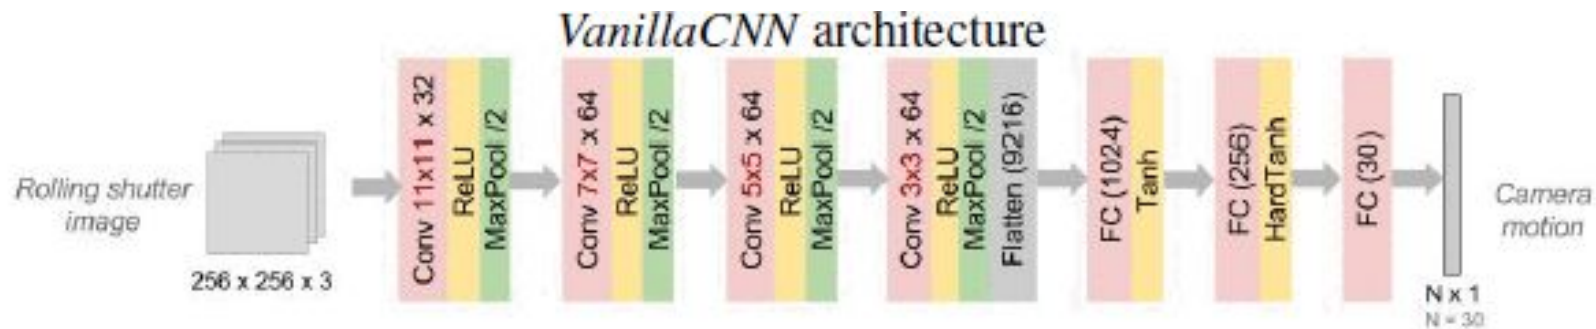 VanillaCNN architecture
Rolling shutter
image
256 x 256 x 3
Conv 11x11 x 32
ReLU
MaxPool /2
Conv 7x7 x 64
ReLU
MaxPool /2
Conv 5x5 x 64
ReLU
MaxPool /2
Conv 3x3 x 64
ReLU
MaxPool /2
Flatten (9216)
FC (1024)
Tanh
FC (256)
HardTanh
FC (30)
N x 1
N = 30
Camera
motion